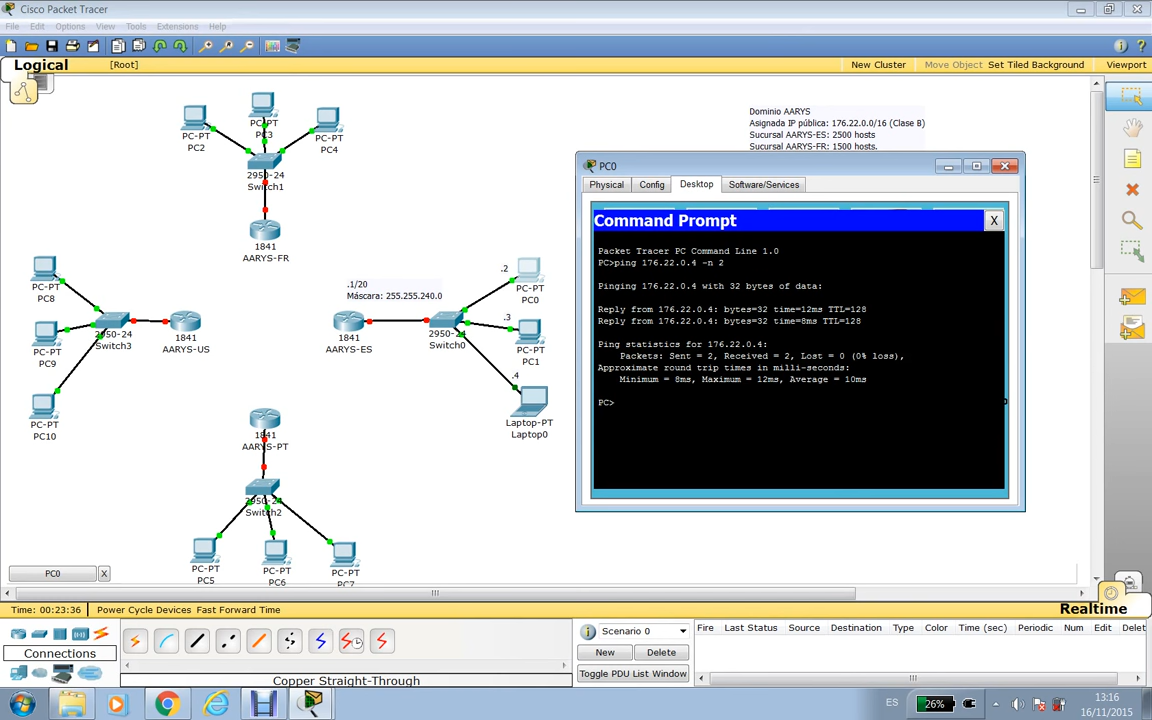 Cisco Packet Tracer
File Edit Options View Tools Extensions Help
Logical
[Root]
New Cluster
Move Object
Set Tiled Background
Viewport
PC-PT
PC2
PC-PT
PC3
PC-PT
PC4
2950-24
Switch1
1841
AARYS-FR
Dominio AARYS
Asignada IP pública: 176.22.0.0/16 (Clase B)
Sucursal AARYS-ES: 2500 hosts
Sucursal AARYS-FR: 1500 hosts.
PC-PT
PC8
PC-PT
PC9
PC-PT
PC10
2950-24
Switch3
1841
AARYS-US
.1/20
Máscara: 255.255.240.0
1841
AARYS-ES
2950-24
Switch0
.2
PC-PT
PC0
.3
PC-PT
PC1
.4
Laptop-PT
Laptop0
1841
AARYS-PT
2950-24
Switch2
PC-PT
PC5
PC-PT
PC6
PC-PT
PC7
PC0
Physical
Config
Desktop
Software/Services
Command Prompt
X
Packet Tracer PC Command Line 1.0
PC>ping 176.22.0.4 -n 2
Pinging 176.22.0.4 with 32 bytes of data:
Reply from 176.22.0.4: bytes=32 time=12ms TTL=128
Reply from 176.22.0.4: bytes=32 time=8ms TTL=128
Ping statistics for 176.22.0.4:
Packets: Sent = 2, Received = 2, Lost = 0 (0% loss),
Approximate round trip times in milli-seconds:
Minimum = 8ms, Maximum = 12ms, Average = 10ms
PC>
PC0
X
Time: 00:23:36
Power Cycle Devices Fast Forward Time
Realtime
Connections
Copper Straight-Through
Scenario 0
New
Delete
Toggle PDU List Window
Fire Last Status Source Destination Type Color Time (sec) Periodic Num Edit Delet
ES
26%
13:16
16/11/2015